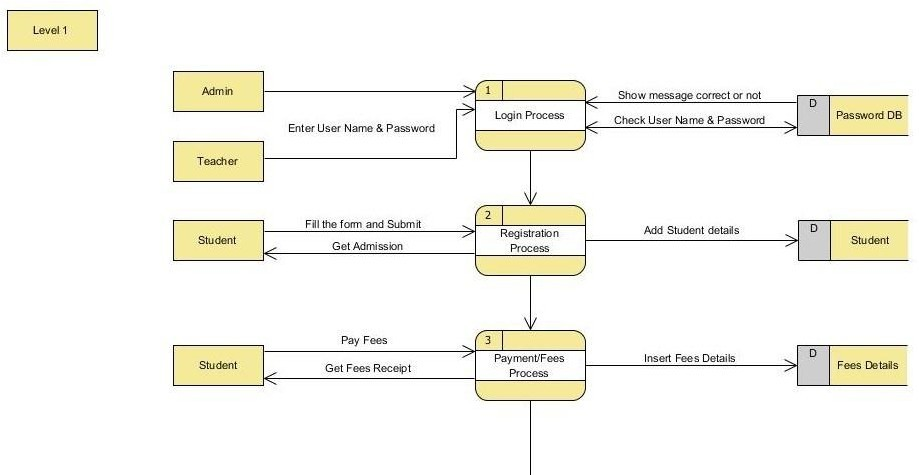 Level 1
Admin
1
Login Process
Show message correct or not
D
Password DB
Check User Name & Password
Enter User Name & Password
Teacher
2
Registration
Process
Student
Fill the form and Submit
Get Admission
Add Student details
D
Student
3
Payment/Fees
Process
Student
Pay Fees
Get Fees Receipt
Insert Fees Details
D
Fees Details